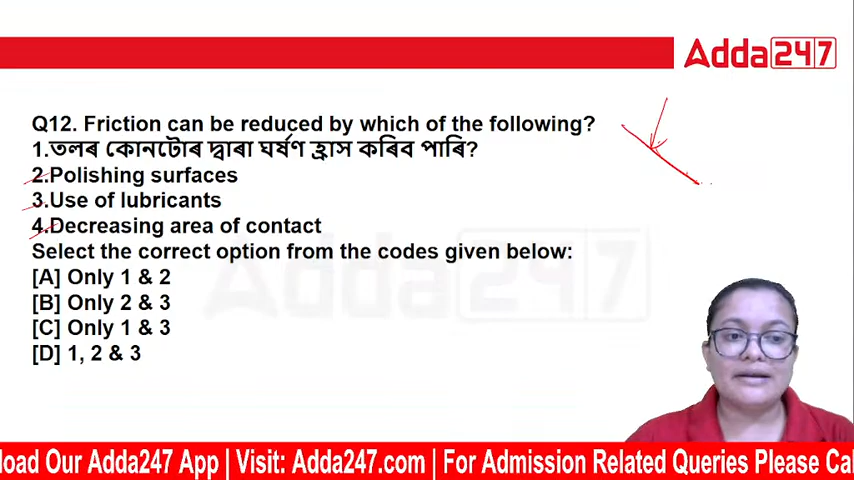 Adda247
Q12. Friction can be reduced by which of the following?
1.তলৰ কোনটোৰ দ্বাৰা ঘৰ্ষণ হ্ৰাস কৰিব পাৰি?
2.Polishing surfaces
3.Use of lubricants
4.Decreasing area of contact
Select the correct option from the codes given below:
[A] Only 1 & 2
[B] Only 2 & 3
[C] Only 1 & 3
[D] 1, 2 & 3
Adda247
load Our Adda247 App | Visit: Adda247.com | For Admission Related Queries Please Cal